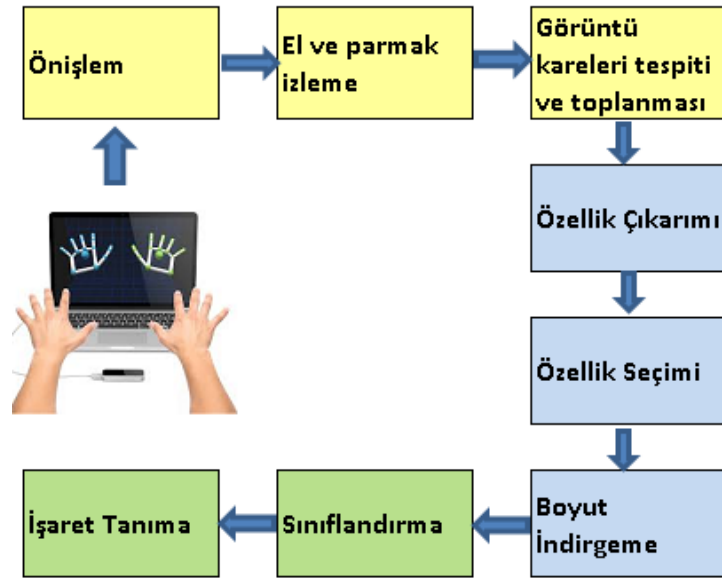 Önişlem
El ve parmak
izleme
Görüntü
kareleri tespiti
ve toplanması
Özellik Çıkarımı
Özellik Seçimi
Boyut
İndirgeme
Sınıflandırma
İşaret Tanıma